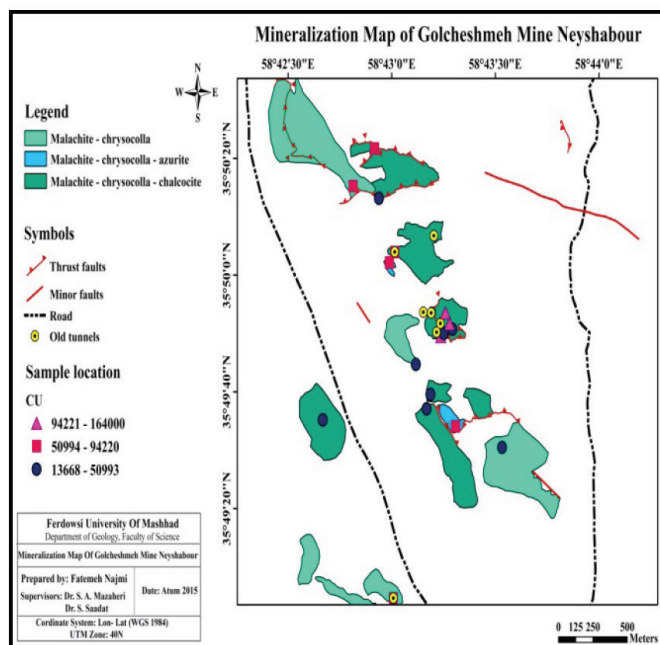 Mineralization Map of Golcheshmeh Mine Neyshabour
58°42'30"E 58°43'0"E 58°43'30"E 58°44'0"E
N
W E
S
Legend
Malachite - chrysocolla
Malachite - chrysocolla - azurite
Malachite - chrysocolla - chalcocite
Symbols
Thrust faults
Minor faults
Road
Old tunnels
Sample location
CU
94221 - 164000
50994 - 94220
13668 - 50993
35°50'20"N
35°50'0"N
35°49'40"N
35°49'20"N
Ferdowsi University Of Mashhad
Department of Geology, Faculty of Science
Mineralization Map Of Golcheshmeh Mine Neyshabour
Prepared by: Fatemeh Najmi
Supervisors: Dr. S. A. Mazaheri
Dr. S. Saadat
Date: Atum 2015
Cordinate System: Lon- Lat (WGS 1984)
UTM Zone: 40N
0 125 250 500
Meters